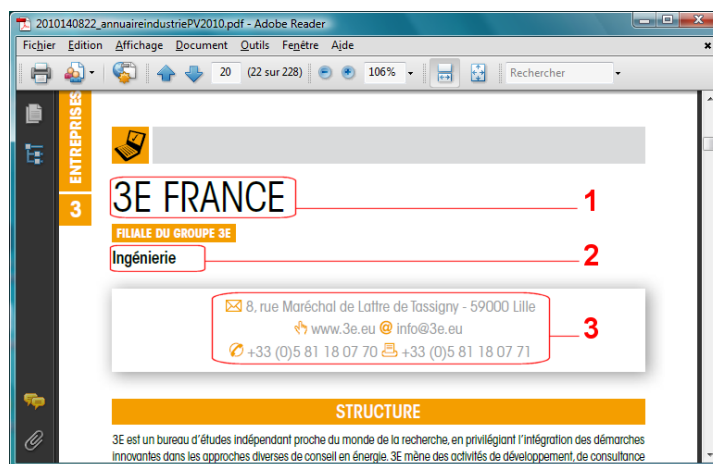 2010140822_annuaireindustriePV2010.pdf - Adobe Reader
Fichier Edition Affichage Document Outils Fenêtre Aide
20 (22 sur 228) 106% Rechercher
ENTREPRISES
3
3E FRANCE
1
FILIALE DU GROUPE 3E
Ingénierie
2
8, rue Maréchal de Lattre de Tassigny - 59000 Lille
www.3e.eu @ info@3e.eu
3
+33 (0)5 81 18 07 70 +33 (0)5 81 18 07 71
STRUCTURE
3E est un bureau d'études indépendant proche du monde de la recherche, en privilégiant l'intégration des démarches
innovantes dans les approches diverses de conseil en énergie. 3E mène des activités de développement, de consultance